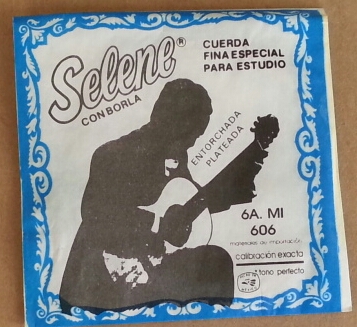 Selene®
CON BORLA
CUERDA
FINA ESPECIAL
PARA ESTUDIO
ENTORCHADA
PLATEADA
6A. MI
606
materiales de importación
calibración exacta
tono perfecto